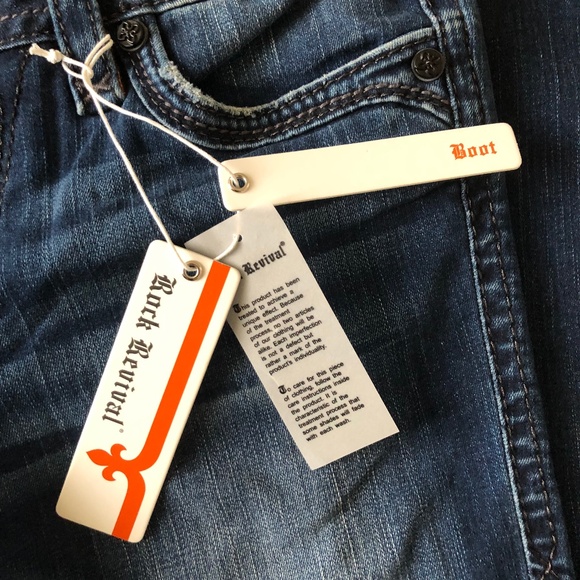 Boot
Rock Revival®
Revival®
This product has been
treated to achieve a
unique effect. Because
of the treatment
process, no two articles
of our clothing will be
alike. Each imperfection
is not a defect but
rather a mark of the
product's individuality.
To care for this piece
of clothing, follow the
care instructions inside
the product. It is
characteristic of the
treatment process that
some shades will fade
with each wash.